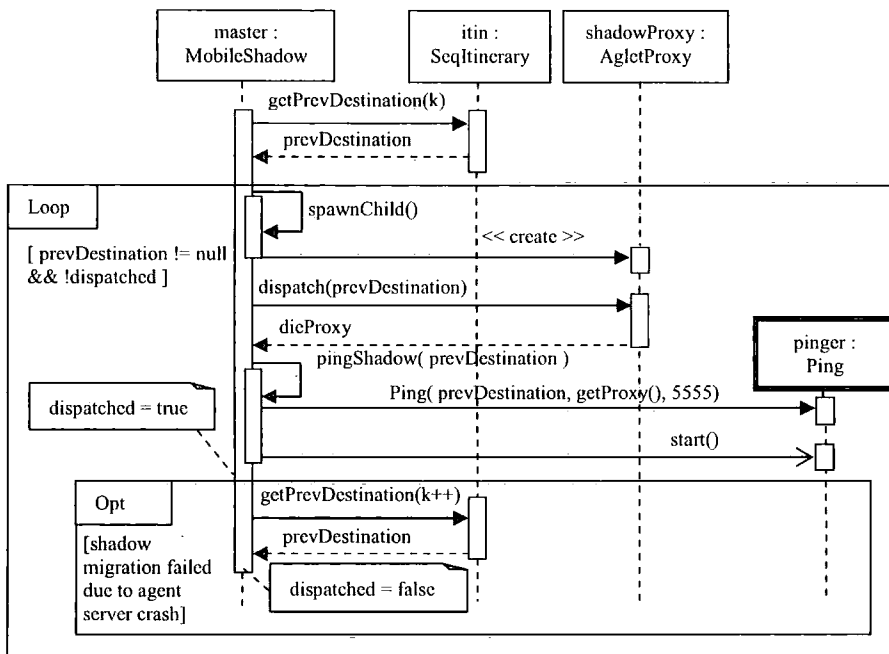 master :
MobileShadow
itin :
SeqItinerary
shadowProxy :
AgletProxy
getPrevDestination(k)
prevDestination
Loop
spawnChild()
[ prevDestination != null
&& !dispatched ]
<< create >>
dispatch(prevDestination)
dieProxy
pinger :
Ping
pingShadow( prevDestination )
Ping( prevDestination, getProxy(), 5555)
dispatched = true
start()
Opt
getPrevDestination(k++)
prevDestination
[shadow
migration failed
due to agent
server crash]
dispatched = false